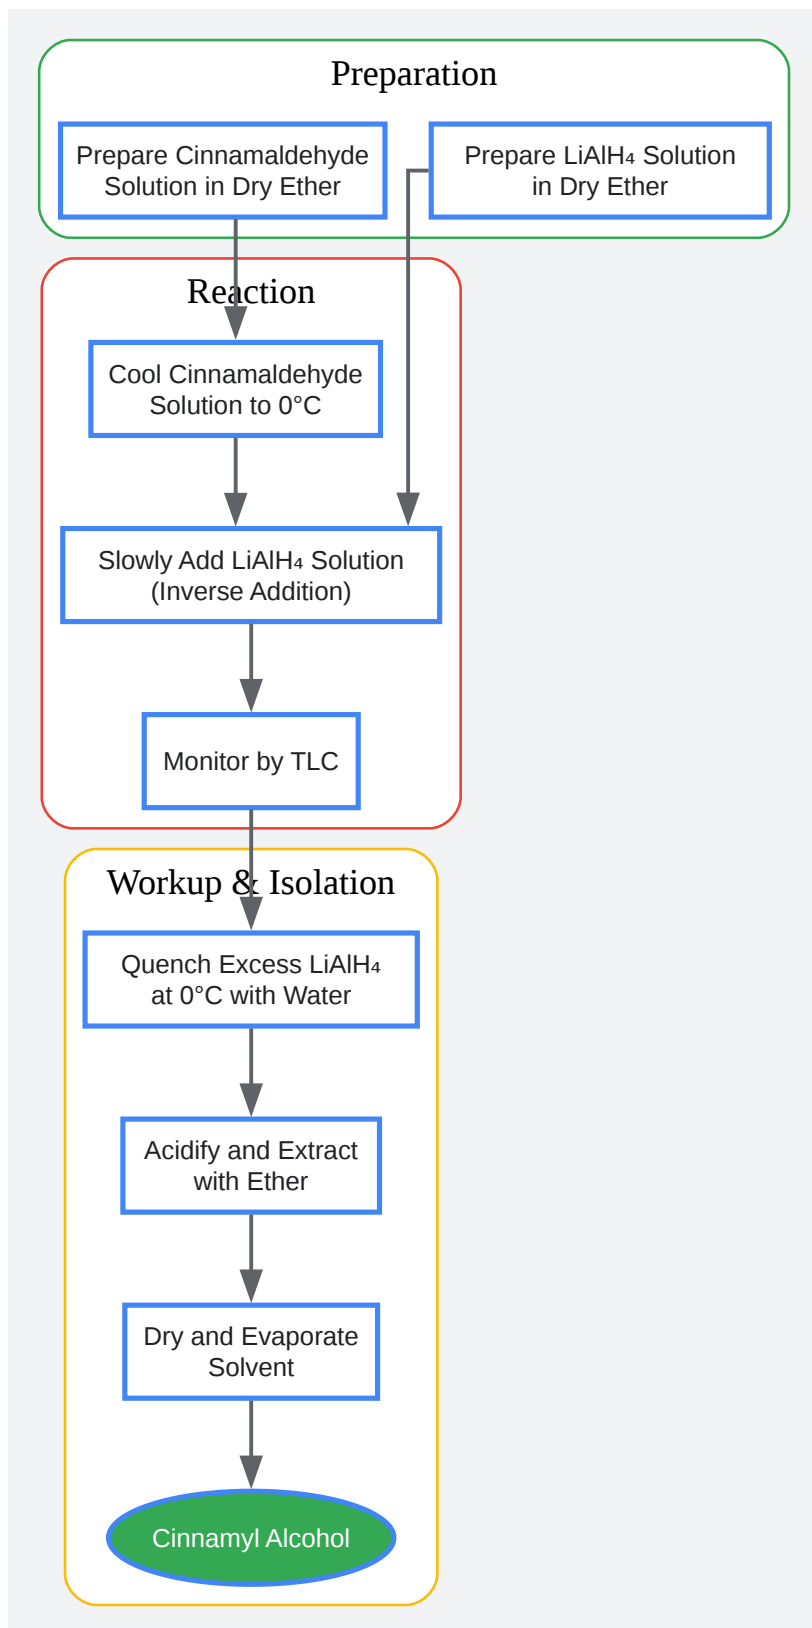 Preparation
Prepare Cinnamaldehyde
Solution in Dry Ether
Prepare LiAlH₄ Solution
in Dry Ether
Reaction
Cool Cinnamaldehyde
Solution to 0°C
Slowly Add LiAlH₄ Solution
(Inverse Addition)
Monitor by TLC
Workup & Isolation
Quench Excess LiAlH₄
at 0°C with Water
Acidify and Extract
with Ether
Dry and Evaporate
Solvent
Cinnamyl Alcohol